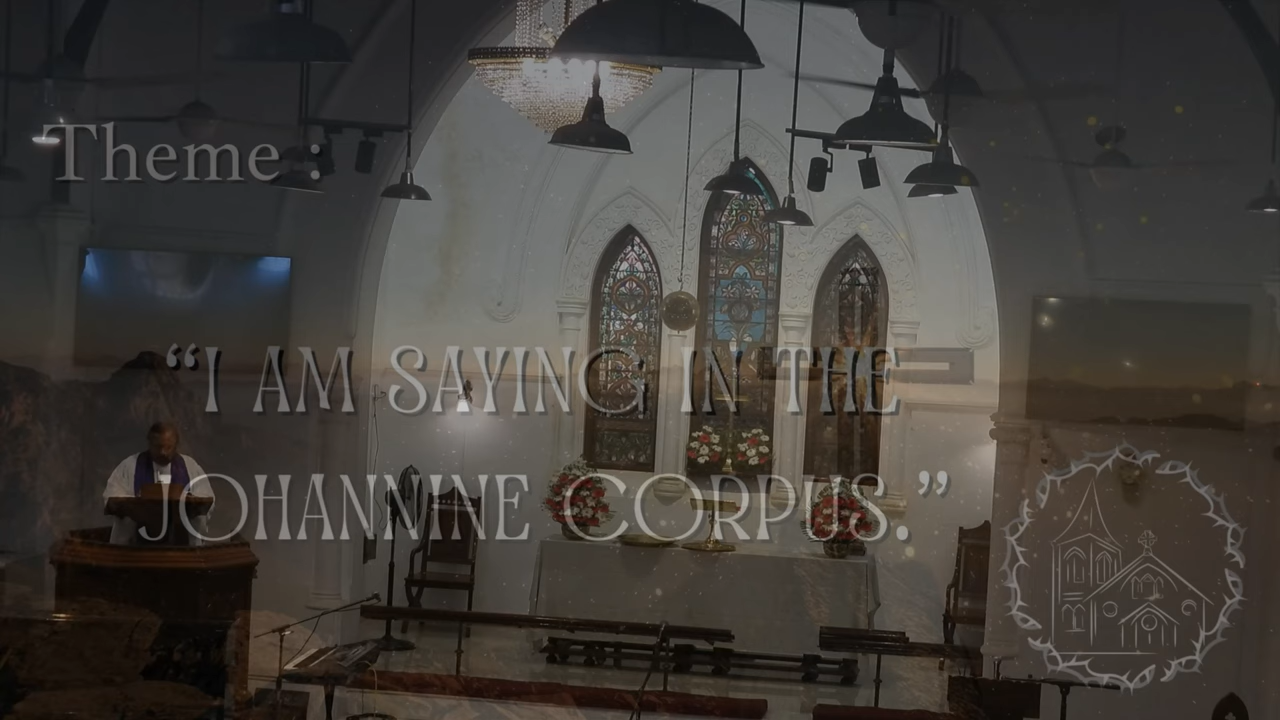 Theme :
“I AM SAYING IN THE
JOHANNINE CORPUS.”